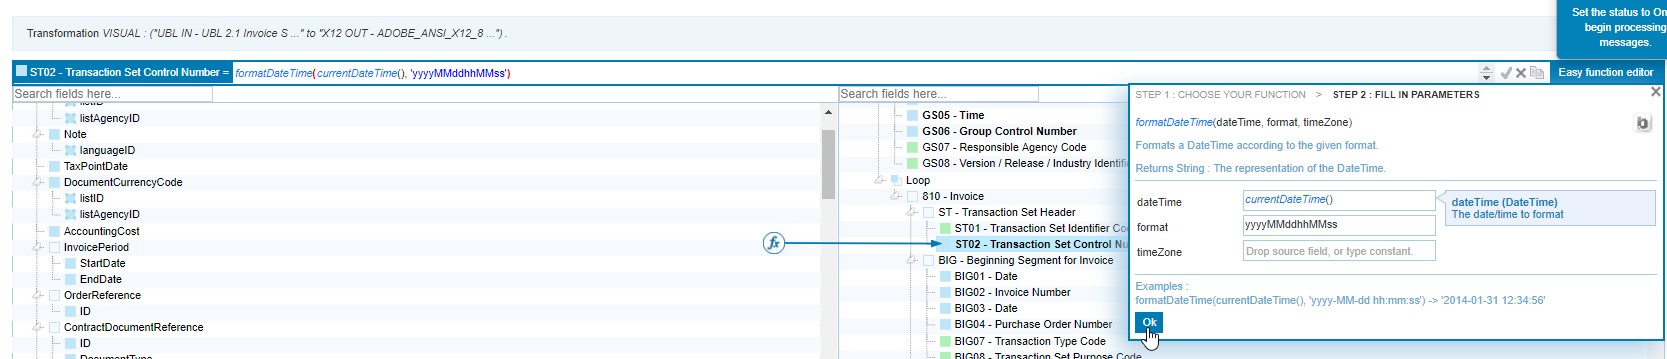 Set the status to On
begin processing
messages.
Transformation VISUAL : ("UBL IN - UBL 2.1 Invoice S ..." to "X12 OUT - ADOBE_ANSI_X12_8 ...") .
ST02 - Transaction Set Control Number = formatDateTime(currentDateTime(), 'yyyyMMddhhMMss')
Easy function editor
Search fields here...
listID
listAgencyID
Note
languageID
TaxPointDate
DocumentCurrencyCode
listID
listAgencyID
AccountingCost
InvoicePeriod
StartDate
EndDate
OrderReference
ID
ContractDocumentReference
ID
DocumentType
fx
Search fields here...
GS05 - Time
GS06 - Group Control Number
GS07 - Responsible Agency Code
GS08 - Version / Release / Industry Identifi
Loop
810 - Invoice
ST - Transaction Set Header
ST01 - Transaction Set Identifier Co
ST02 - Transaction Set Control Nu
BIG - Beginning Segment for Invoice
BIG01 - Date
BIG02 - Invoice Number
BIG03 - Date
BIG04 - Purchase Order Number
BIG07 - Transaction Type Code
BIG08 - Transaction Set Purpose Code
STEP 1 : CHOOSE YOUR FUNCTION > STEP 2 : FILL IN PARAMETERS
formatDateTime(dateTime, format, timeZone)
Formats a DateTime according to the given format.
Returns String : The representation of the DateTime.
dateTime currentDateTime()
dateTime (DateTime)
The date/time to format
format yyyyMMddhhMMss
timeZone Drop source field, or type constant.
Examples :
formatDateTime(currentDateTime(), 'yyyy-MM-dd hh:mm:ss') -> '2014-01-31 12:34:56'
Ok